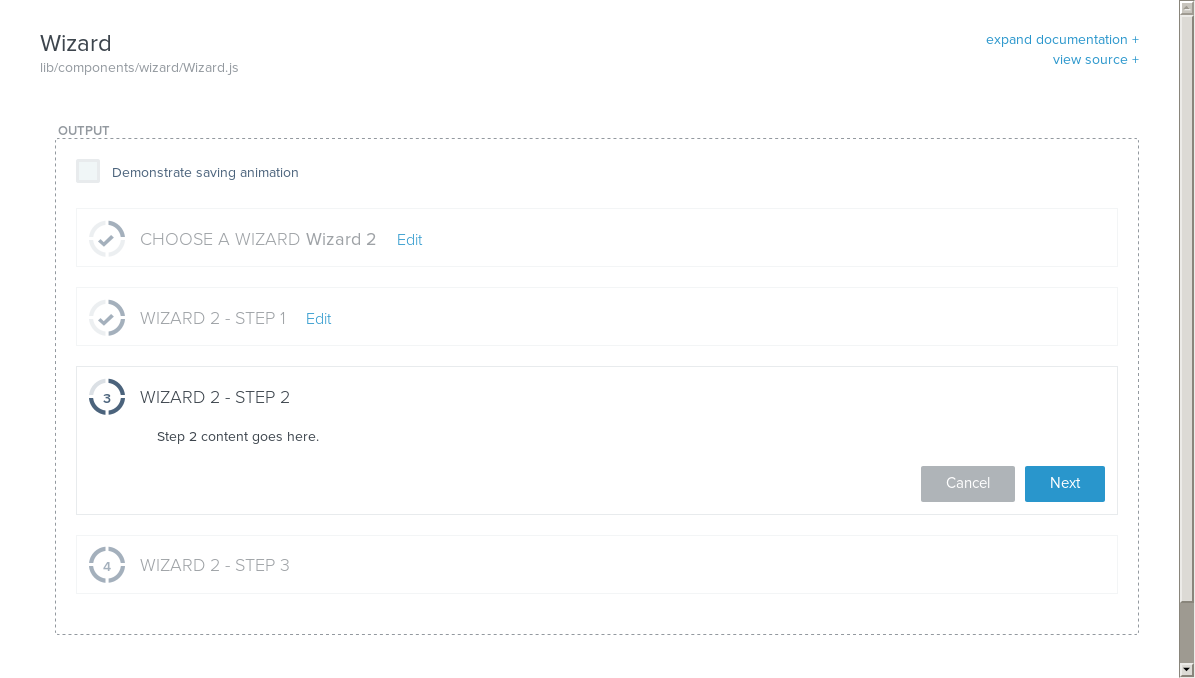 Wizard
lib/components/wizard/Wizard.js
expand documentation +
view source +
OUTPUT
Demonstrate saving animation
CHOOSE A WIZARD Wizard 2 Edit
WIZARD 2 - STEP 1 Edit
3 WIZARD 2 - STEP 2
Step 2 content goes here.
Cancel Next
4 WIZARD 2 - STEP 3